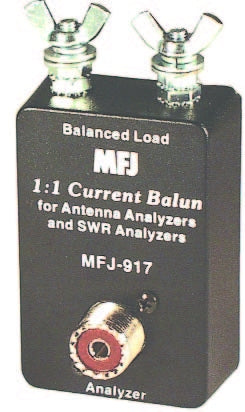 Balanced Load
MFJ
1:1 Current Balun
for Antenna Analyzers
and SWR Analyzers
MFJ-917
Analyzer